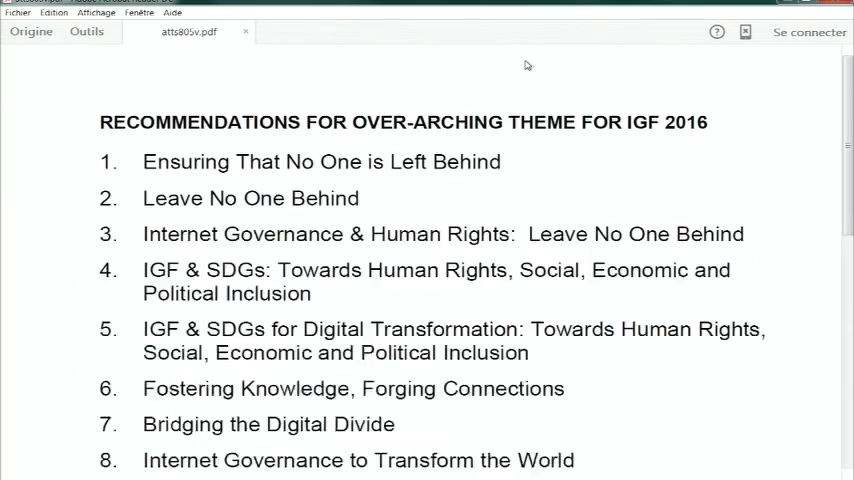 Fichier Edition Affichage Fenêtre Aide
Origine Outils atts805v.pdf × ? Se connecter
RECOMMENDATIONS FOR OVER-ARCHING THEME FOR IGF 2016
1. Ensuring That No One is Left Behind
2. Leave No One Behind
3. Internet Governance & Human Rights: Leave No One Behind
4. IGF & SDGs: Towards Human Rights, Social, Economic and
Political Inclusion
5. IGF & SDGs for Digital Transformation: Towards Human Rights,
Social, Economic and Political Inclusion
6. Fostering Knowledge, Forging Connections
7. Bridging the Digital Divide
8. Internet Governance to Transform the World